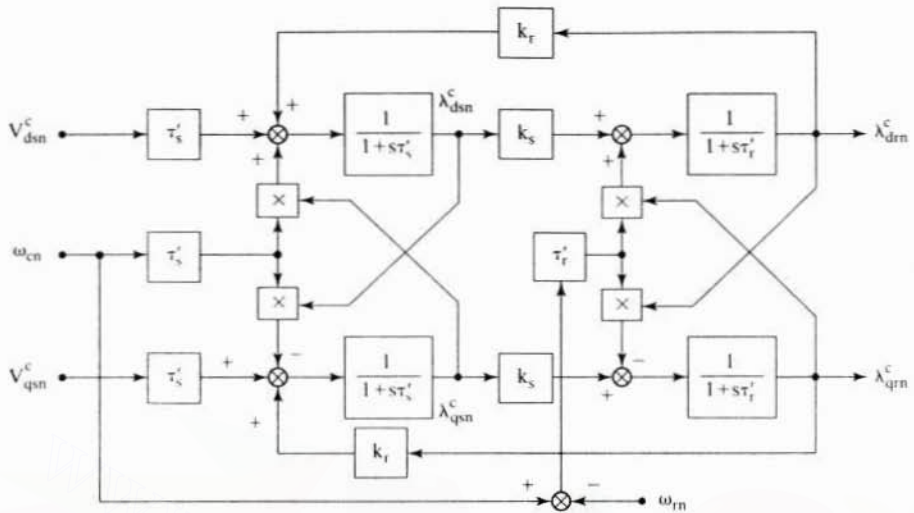 k_r
λ^c_dsn
+
+
+
V^c_dsn
τ'_s
1
1 + sτ'_s
k_s
+
+
1
1 + sτ'_r
λ^c_drn
×
×
ω_cn
τ'_s
τ'_r
×
×
V^c_qsn
τ'_s
+
−
+
1
1 + sτ'_s
λ^c_qsn
k_s
+
−
1
1 + sτ'_r
λ^c_qrn
k_r
+
−
ω_rn